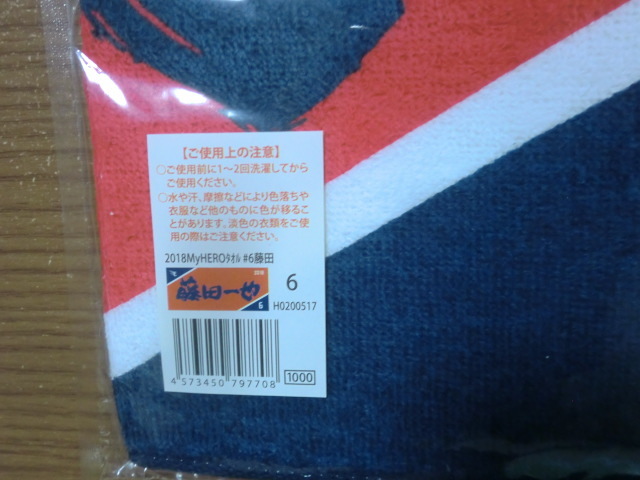 【ご使用上の注意】
○ご使用前に1～2回洗濯してから
ご使用ください。
○水や汗、摩擦などにより色落ちや
衣服など他のものに色が移るこ
とがあります。淡色の衣類をご使
用の際はご注意ください。
2018MyHEROﾀｵﾙ #6藤田
藤田一也
6
6
H0200517
4 573450 797708
1000